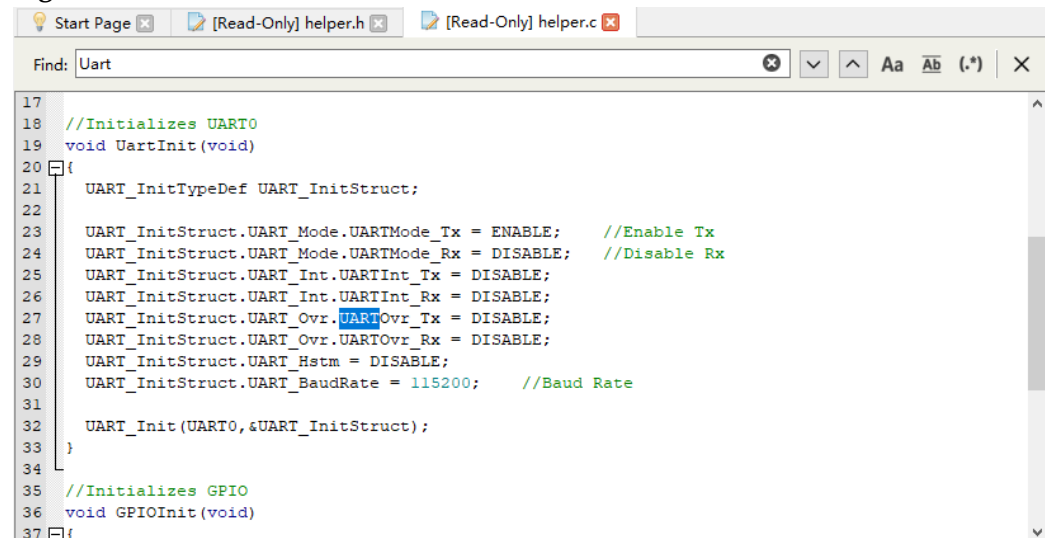 Start Page [Read-Only] helper.h [Read-Only] helper.c
Find: Uart Aa Ab (.*)
17
18 //Initializes UART0
19 void UartInit(void)
20 {
21 UART_InitTypeDef UART_InitStruct;
22
23 UART_InitStruct.UART_Mode.UARTMode_Tx = ENABLE; //Enable Tx
24 UART_InitStruct.UART_Mode.UARTMode_Rx = DISABLE; //Disable Rx
25 UART_InitStruct.UART_Int.UARTInt_Tx = DISABLE;
26 UART_InitStruct.UART_Int.UARTInt_Rx = DISABLE;
27 UART_InitStruct.UART_Ovr.UARTOvr_Tx = DISABLE;
28 UART_InitStruct.UART_Ovr.UARTOvr_Rx = DISABLE;
29 UART_InitStruct.UART_Hstm = DISABLE;
30 UART_InitStruct.UART_BaudRate = 115200; //Baud Rate
31
32 UART_Init(UART0,&UART_InitStruct);
33 }
34
35 //Initializes GPIO
36 void GPIOInit(void)
37 {